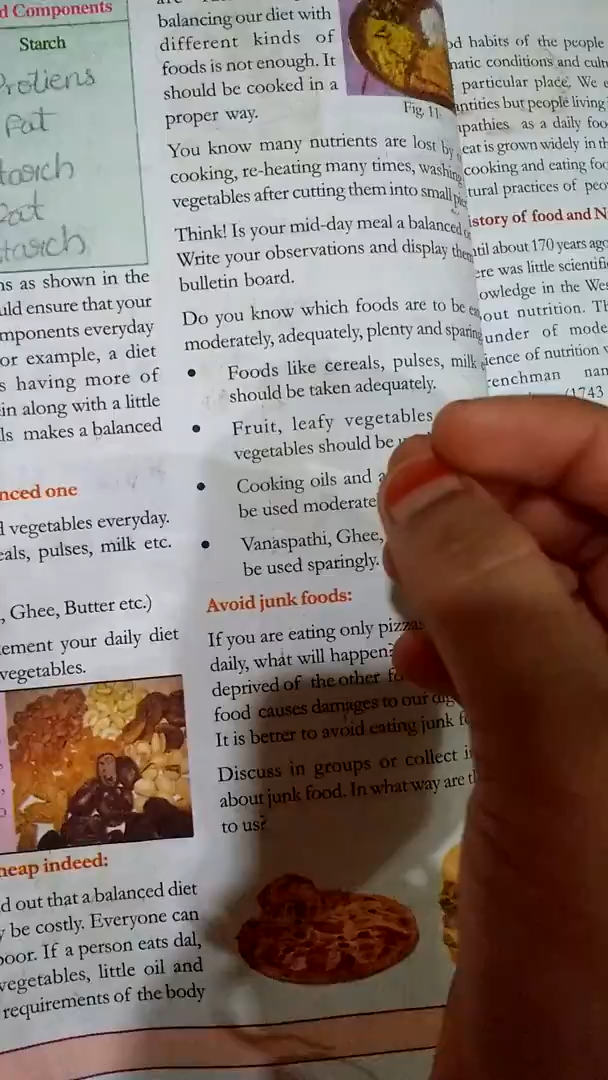 d Components
Starch
Protiens
Fat
Starch
Starch
ns as shown in the
uld ensure that your
mponents everyday
or example, a diet
s having more of
in along with a little
ls makes a balanced
nced one
vegetables everyday.
eals, pulses, milk etc.
, Ghee, Butter etc.)
ement your daily diet
vegetables.
heap indeed:
d out that a balanced diet
y be costly. Everyone can
poor. If a person eats dal,
vegetables, little oil and
requirements of the body
balancing our diet with
different kinds of
foods is not enough. It
should be cooked in a
proper way.
Fig. 11
You know many nutrients are lost by
cooking, re-heating many times, washing
vegetables after cutting them into small
Think! Is your mid-day meal a balanced
Write your observations and display them
bulletin board.
Do you know which foods are to be
moderately, adequately, plenty and sparing
• Foods like cereals, pulses, milk
should be taken adequately.
• Fruit, leafy vegetables
vegetables should be
• Cooking oils and
be used moderate
• Vanaspathi, Ghee,
be used sparingly.
Avoid junk foods:
If you are eating only pizzas
daily, what will happen?
deprived of the other
food causes damages to our
It is better to avoid eating junk
Discuss in groups or collect
about junk food. In what way are
to us?
od habits of the people
matic conditions and cult
particular place. We
antities but people living
apathies as a daily foo
eat is grown widely in th
cooking and eating foo
tural practices of peo
istory of food and N
ntil about 170 years ago
ere was little scientifi
owledge in the Wes
out nutrition. Th
under of mode
ience of nutrition
renchman nam
(1743